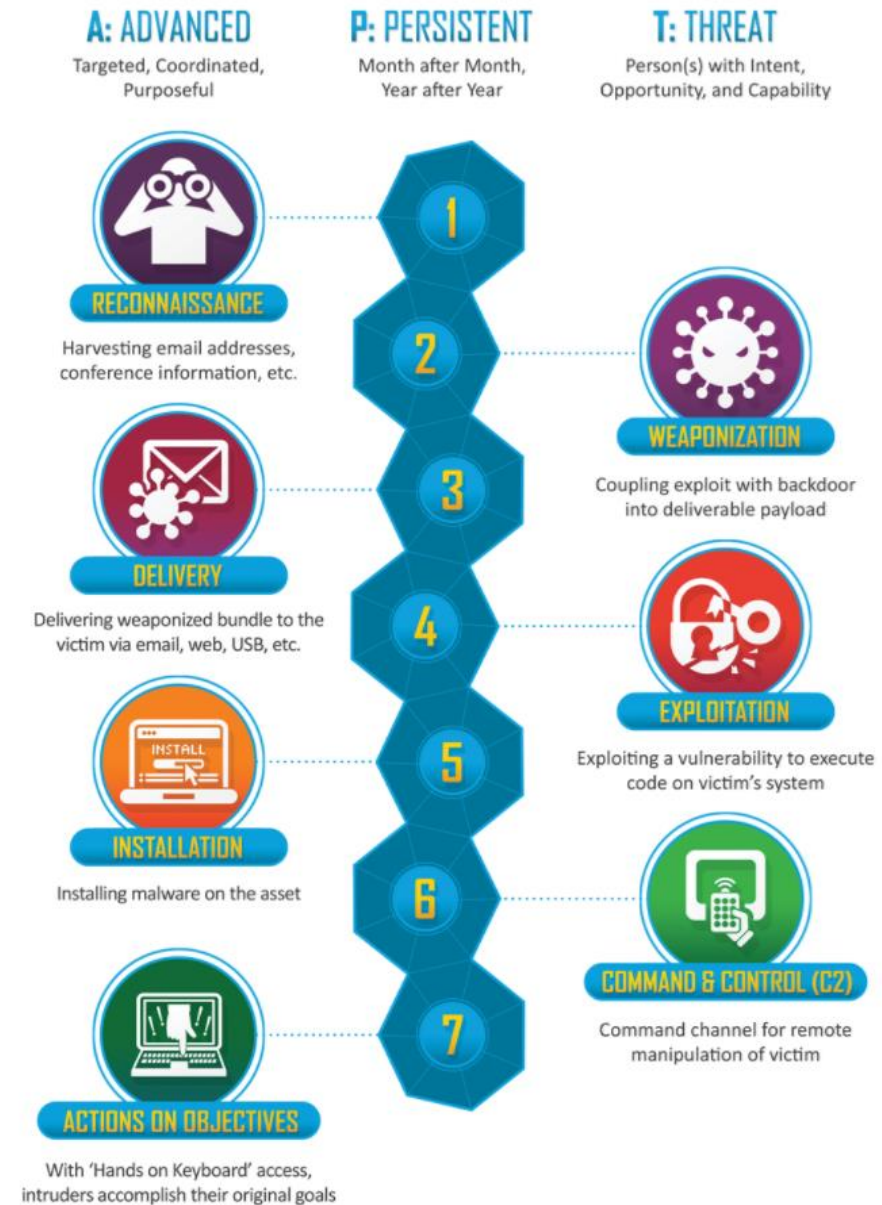 A: ADVANCED
Targeted, Coordinated,
Purposeful
P: PERSISTENT
Month after Month,
Year after Year
T: THREAT
Person(s) with Intent,
Opportunity, and Capability
1
RECONNAISSANCE
Harvesting email addresses,
conference information, etc.
2
WEAPONIZATION
Coupling exploit with backdoor
into deliverable payload
3
DELIVERY
Delivering weaponized bundle to the
victim via email, web, USB, etc.
4
EXPLOITATION
Exploiting a vulnerability to execute
code on victim's system
5
INSTALL
INSTALLATION
Installing malware on the asset
6
COMMAND & CONTROL (C2)
Command channel for remote
manipulation of victim
7
ACTIONS ON OBJECTIVES
With 'Hands on Keyboard' access,
intruders accomplish their original goals